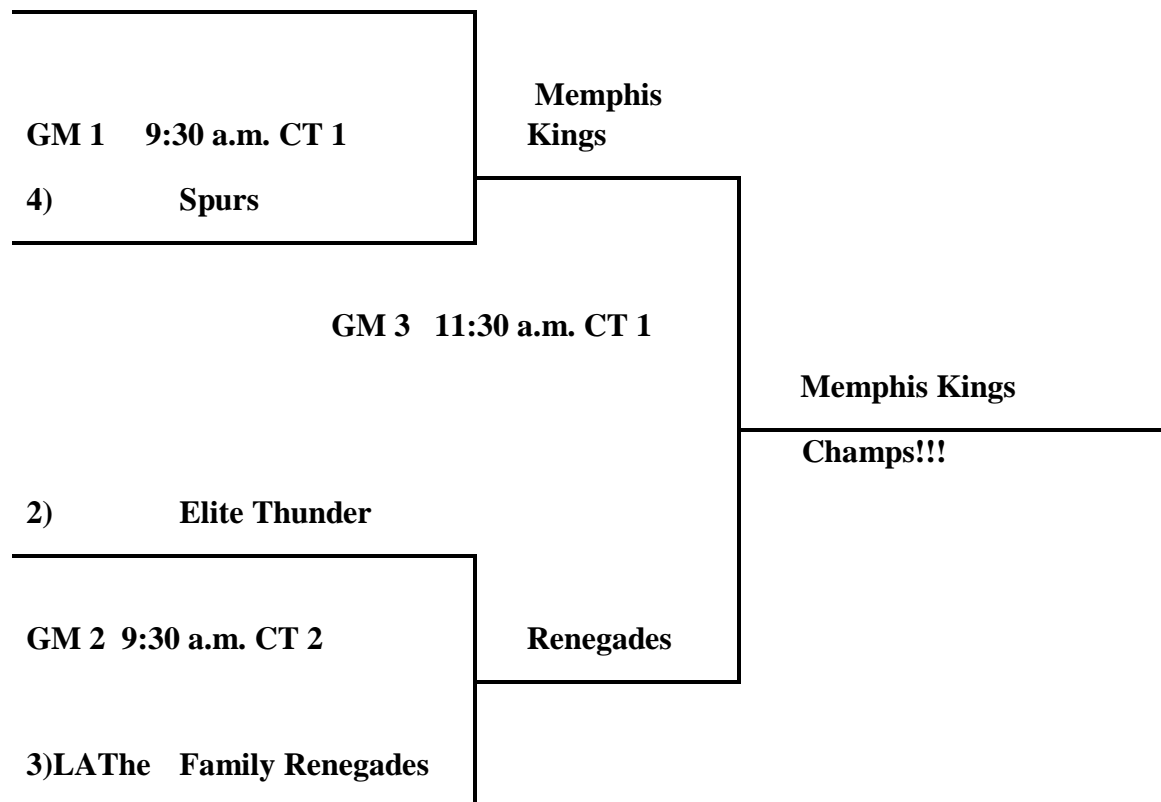 Memphis
Kings
GM 1 9:30 a.m. CT 1
4) Spurs
GM 3 11:30 a.m. CT 1
Memphis Kings
Champs!!!
2) Elite Thunder
GM 2 9:30 a.m. CT 2
Renegades
3)LAThe Family Renegades